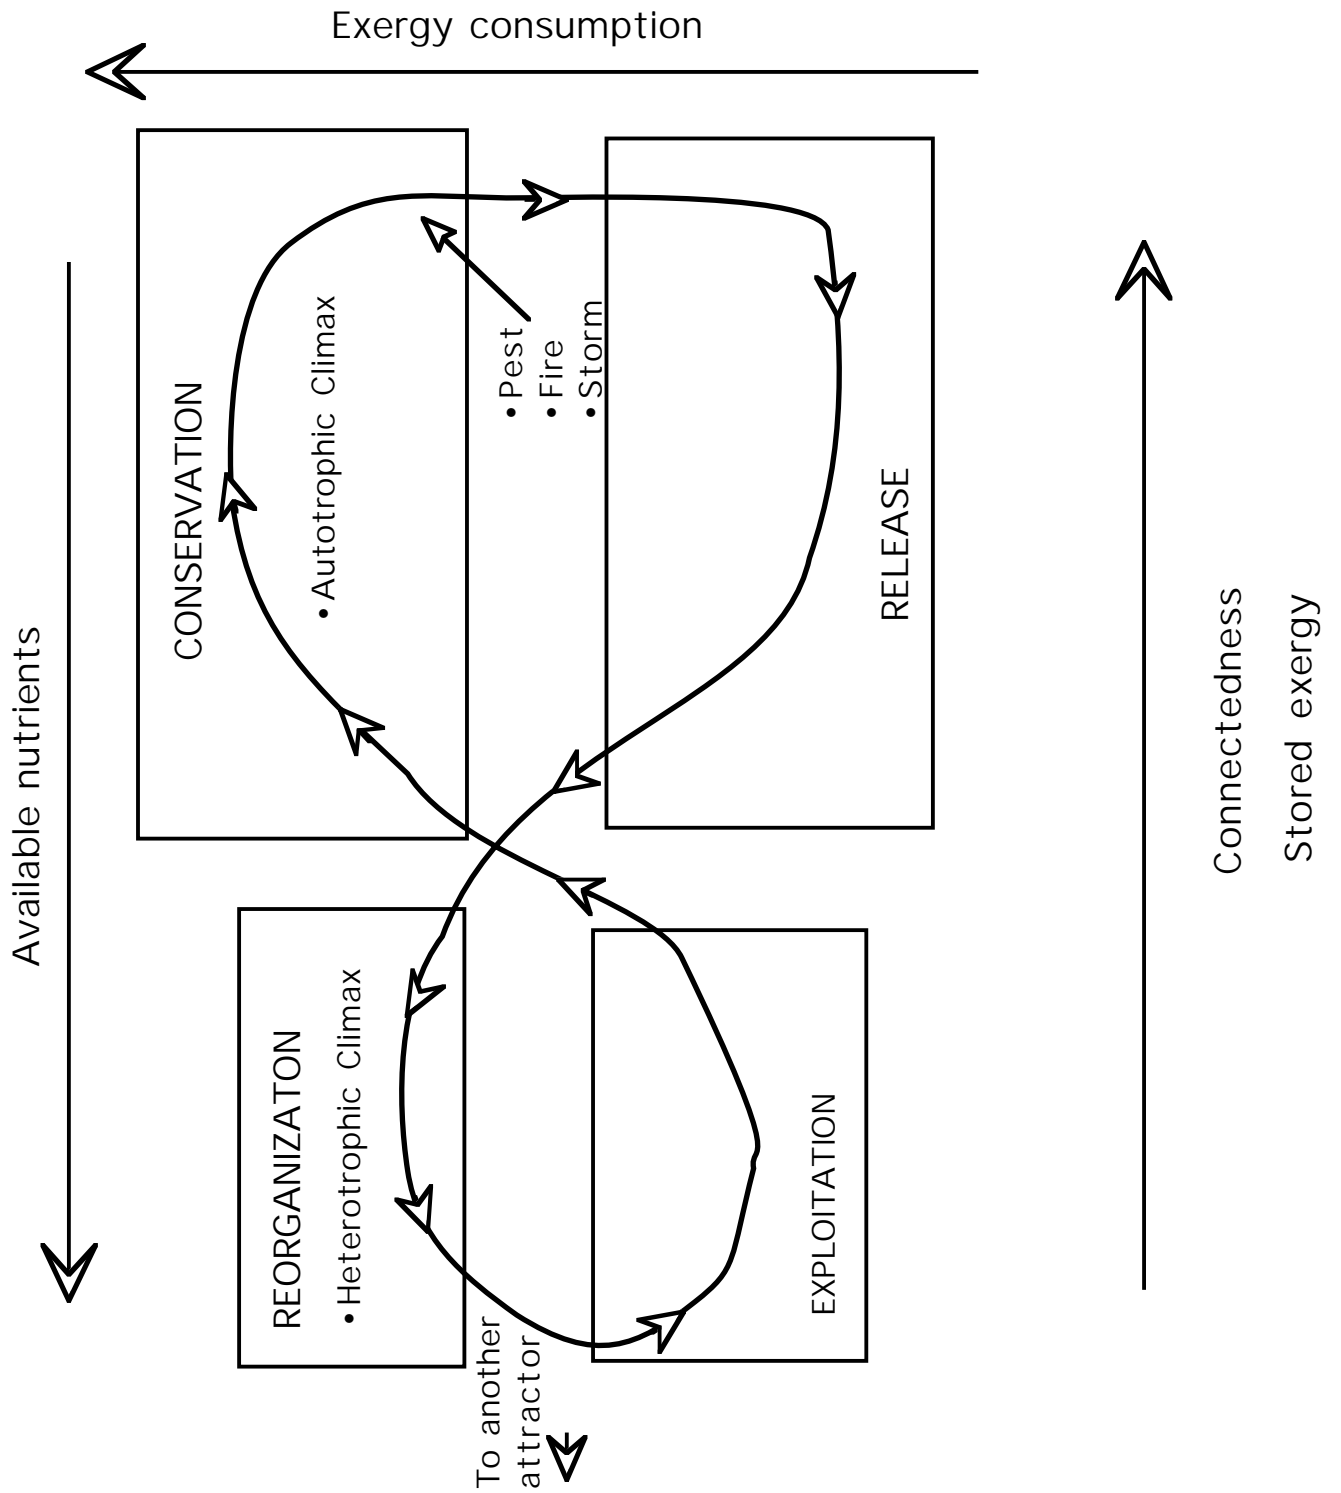 Exergy consumption
Available nutrients
CONSERVATION
• Autotrophic Climax
• Pest
• Fire
• Storm
RELEASE
Connectedness
Stored exergy
REORGANIZATON
• Heterotrophic Climax
EXPLOITATION
To another
attractor